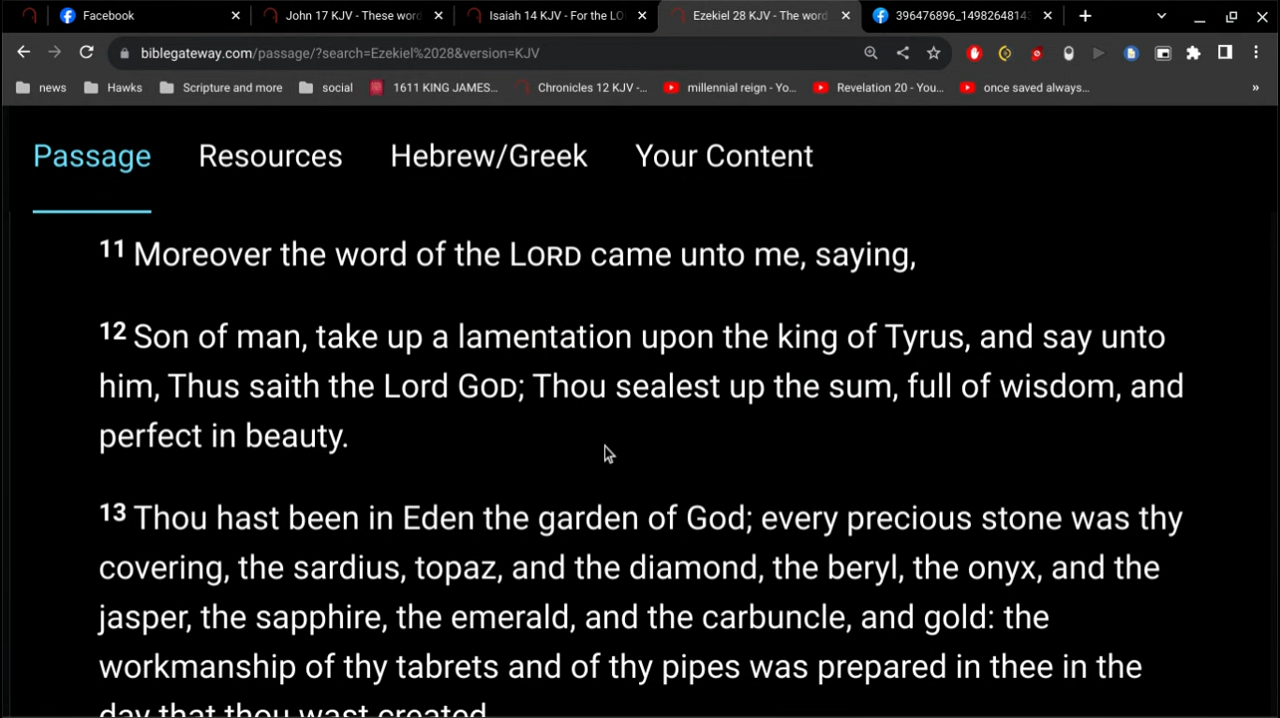 Facebook
John 17 KJV - These word
Isaiah 14 KJV - For the LO
Ezekiel 28 KJV - The word
396476896_14982648143
biblegateway.com/passage/?search=Ezekiel%2028&version=KJV
news Hawks Scripture and more social 1611 KING JAMES... Chronicles 12 KJV -... millennial reign - Yo... Revelation 20 - You... once saved always... »
Passage Resources Hebrew/Greek Your Content
11 Moreover the word of the LORD came unto me, saying,
12 Son of man, take up a lamentation upon the king of Tyrus, and say unto
him, Thus saith the Lord GOD; Thou sealest up the sum, full of wisdom, and
perfect in beauty.
13 Thou hast been in Eden the garden of God; every precious stone was thy
covering, the sardius, topaz, and the diamond, the beryl, the onyx, and the
jasper, the sapphire, the emerald, and the carbuncle, and gold: the
workmanship of thy tabrets and of thy pipes was prepared in thee in the
day that thou wast created